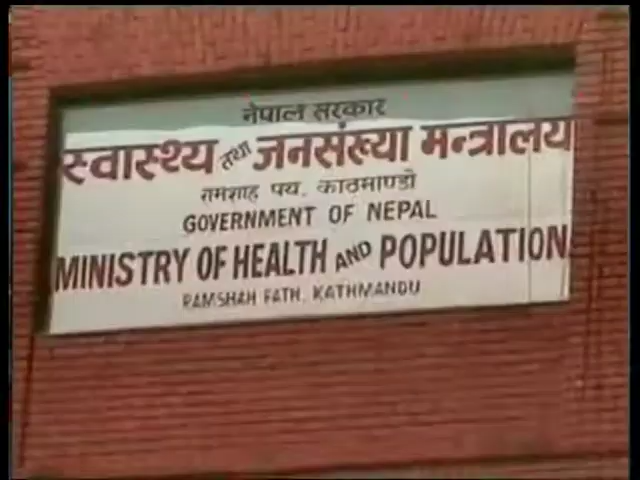 नेपाल सरकार
स्वास्थ्य तथा जनसंख्या मन्त्रालय
रामशाह पथ, काठमाण्डौ
GOVERNMENT OF NEPAL
MINISTRY OF HEALTH AND POPULATION
RAMSHAH PATH, KATHMANDU